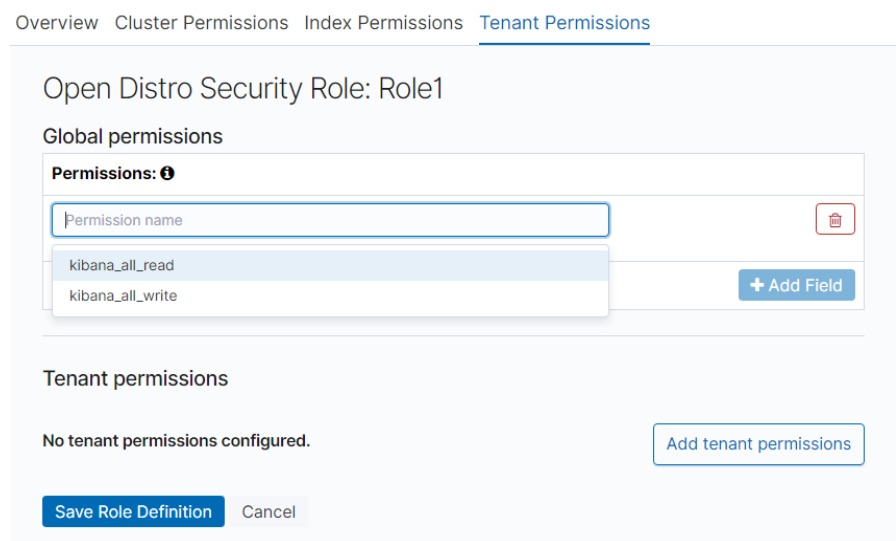 Overview Cluster Permissions Index Permissions Tenant Permissions
Open Distro Security Role: Role1
Global permissions
Permissions:
Permission name
kibana_all_read
kibana_all_write
Add Field
Tenant permissions
No tenant permissions configured.
Add tenant permissions
Save Role Definition Cancel